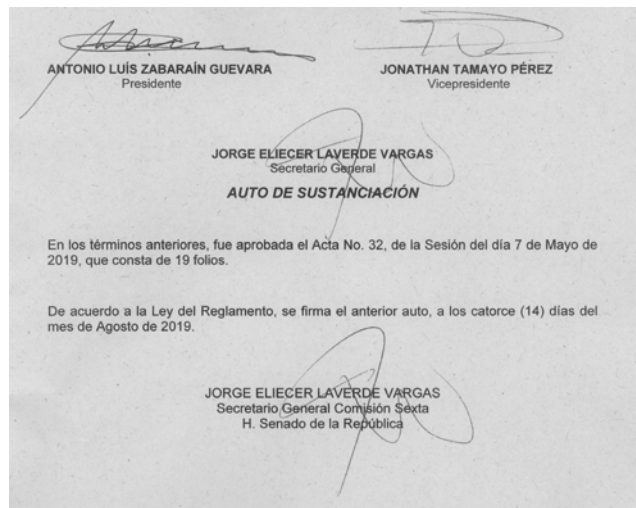 ANTONIO LUÍS ZABARAÍN GUEVARA JONATHAN TAMAYO PÉREZ
Presidente Vicepresidente
JORGE ELIECER LAVERDE VARGAS
Secretario General
AUTO DE SUSTANCIACIÓN
En los términos anteriores, fue aprobada el Acta No. 32, de la Sesión del día 7 de Mayo de
2019, que consta de 19 folios.
De acuerdo a la Ley del Reglamento, se firma el anterior auto, a los catorce (14) días del
mes de Agosto de 2019.
JORGE ELIECER LAVERDE VARGAS
Secretario General Comisión Sexta
H. Senado de la República